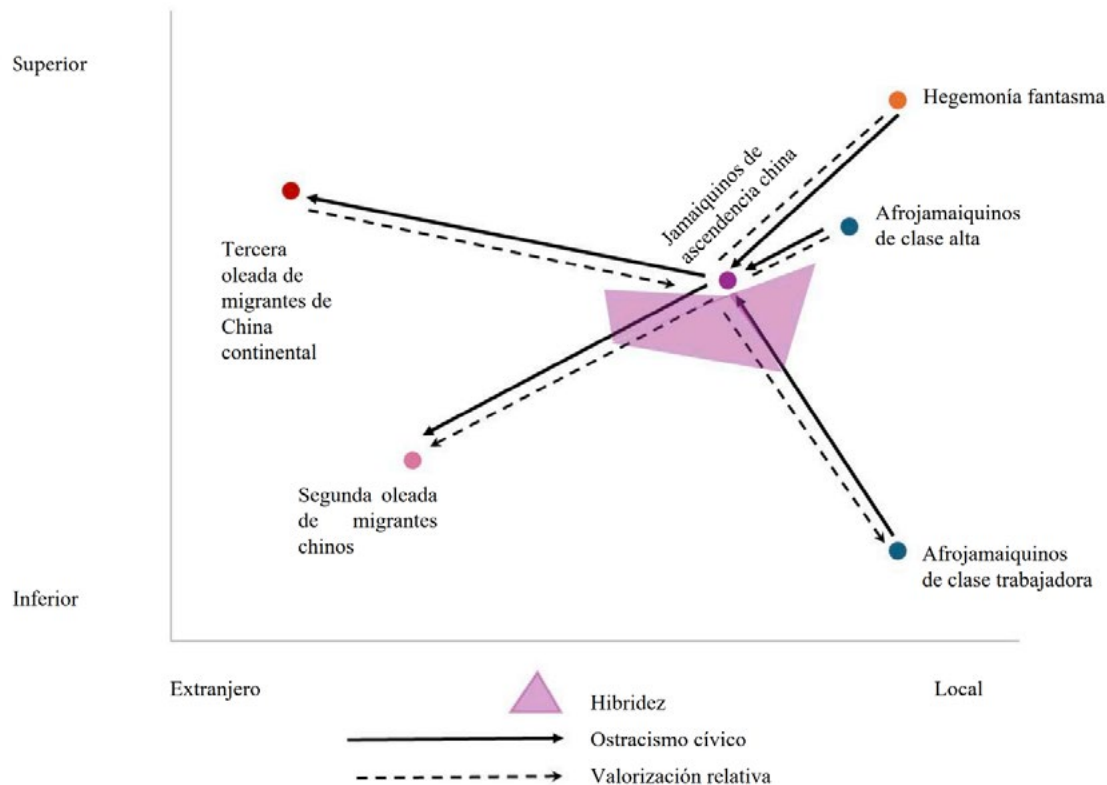 Superior
Hegemonía fantasma
Jamaiquinos de
ascendencia china
Afrojamaiquinos
de clase alta
Tercera
oleada de
migrantes de
China
continental
Segunda oleada
de migrantes
chinos
Afrojamaiquinos
de clase trabajadora
Inferior
Extranjero
Local
Hibridez
Ostracismo cívico
Valorización relativa